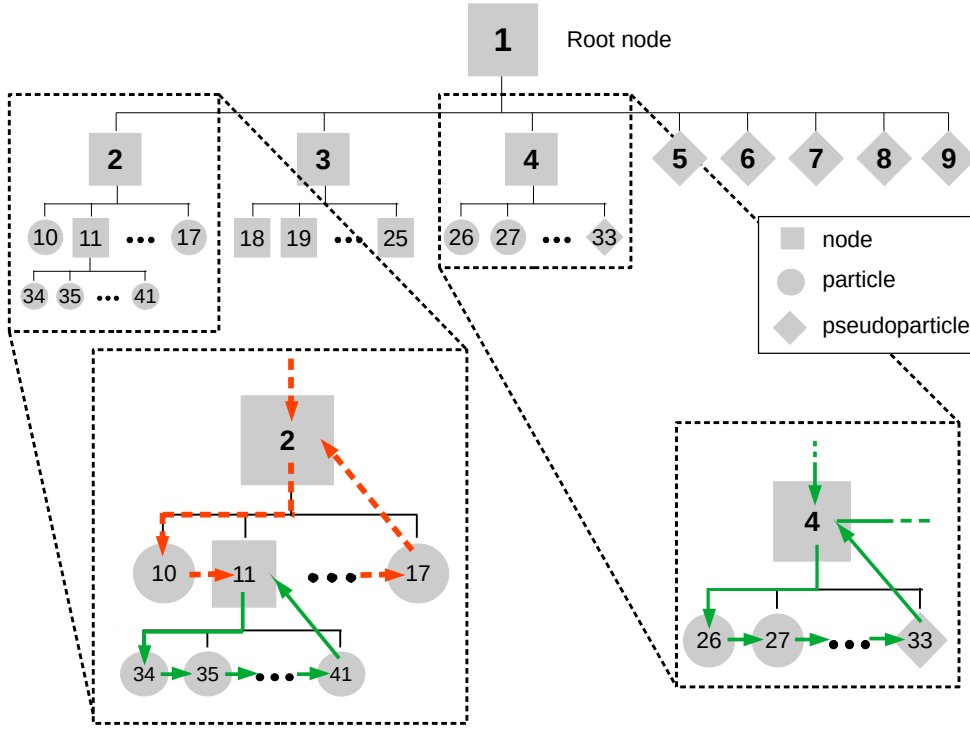 1 Root node
2 3 4 5 6 7 8 9
10 11 ••• 17 18 19 ••• 25 26 27 ••• 33
34 35 ••• 41
node
particle
pseudoparticle
2
10 11 ••• 17
34 35 ••• 41
4
26 27 ••• 33